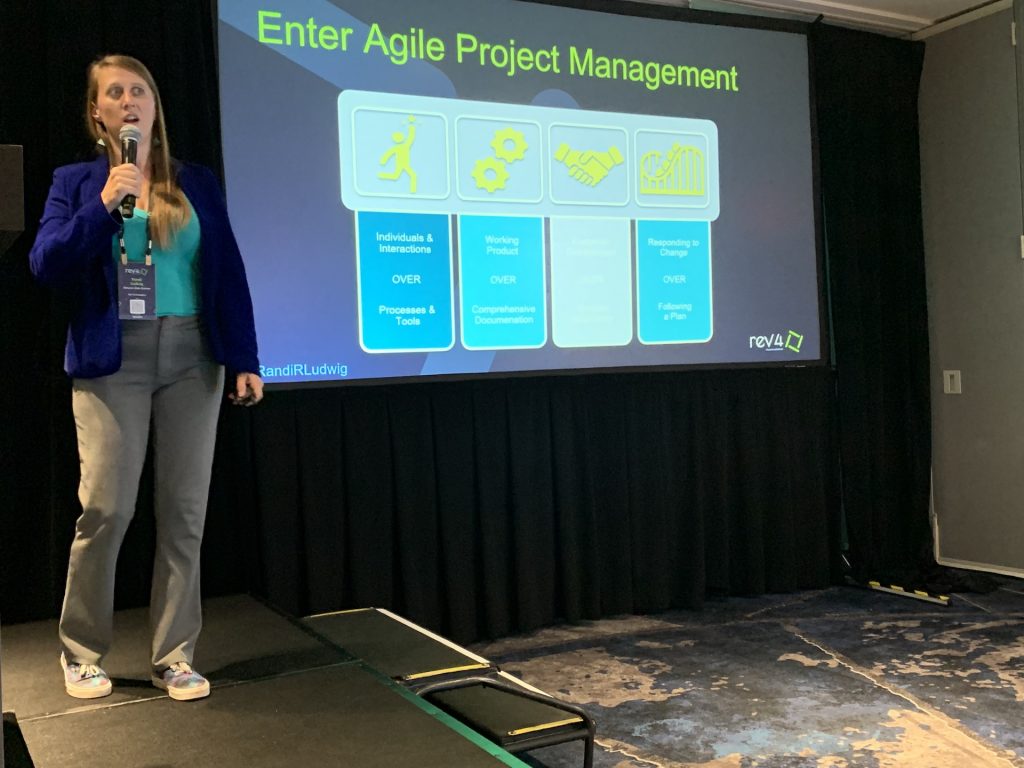 Enter Agile Project Management
Individuals &
Interactions
OVER
Processes &
Tools
Working
Product
OVER
Comprehensive
Documenation
Responding to
Change
OVER
Following
a Plan
RandiRLudwig
rev4
rev4